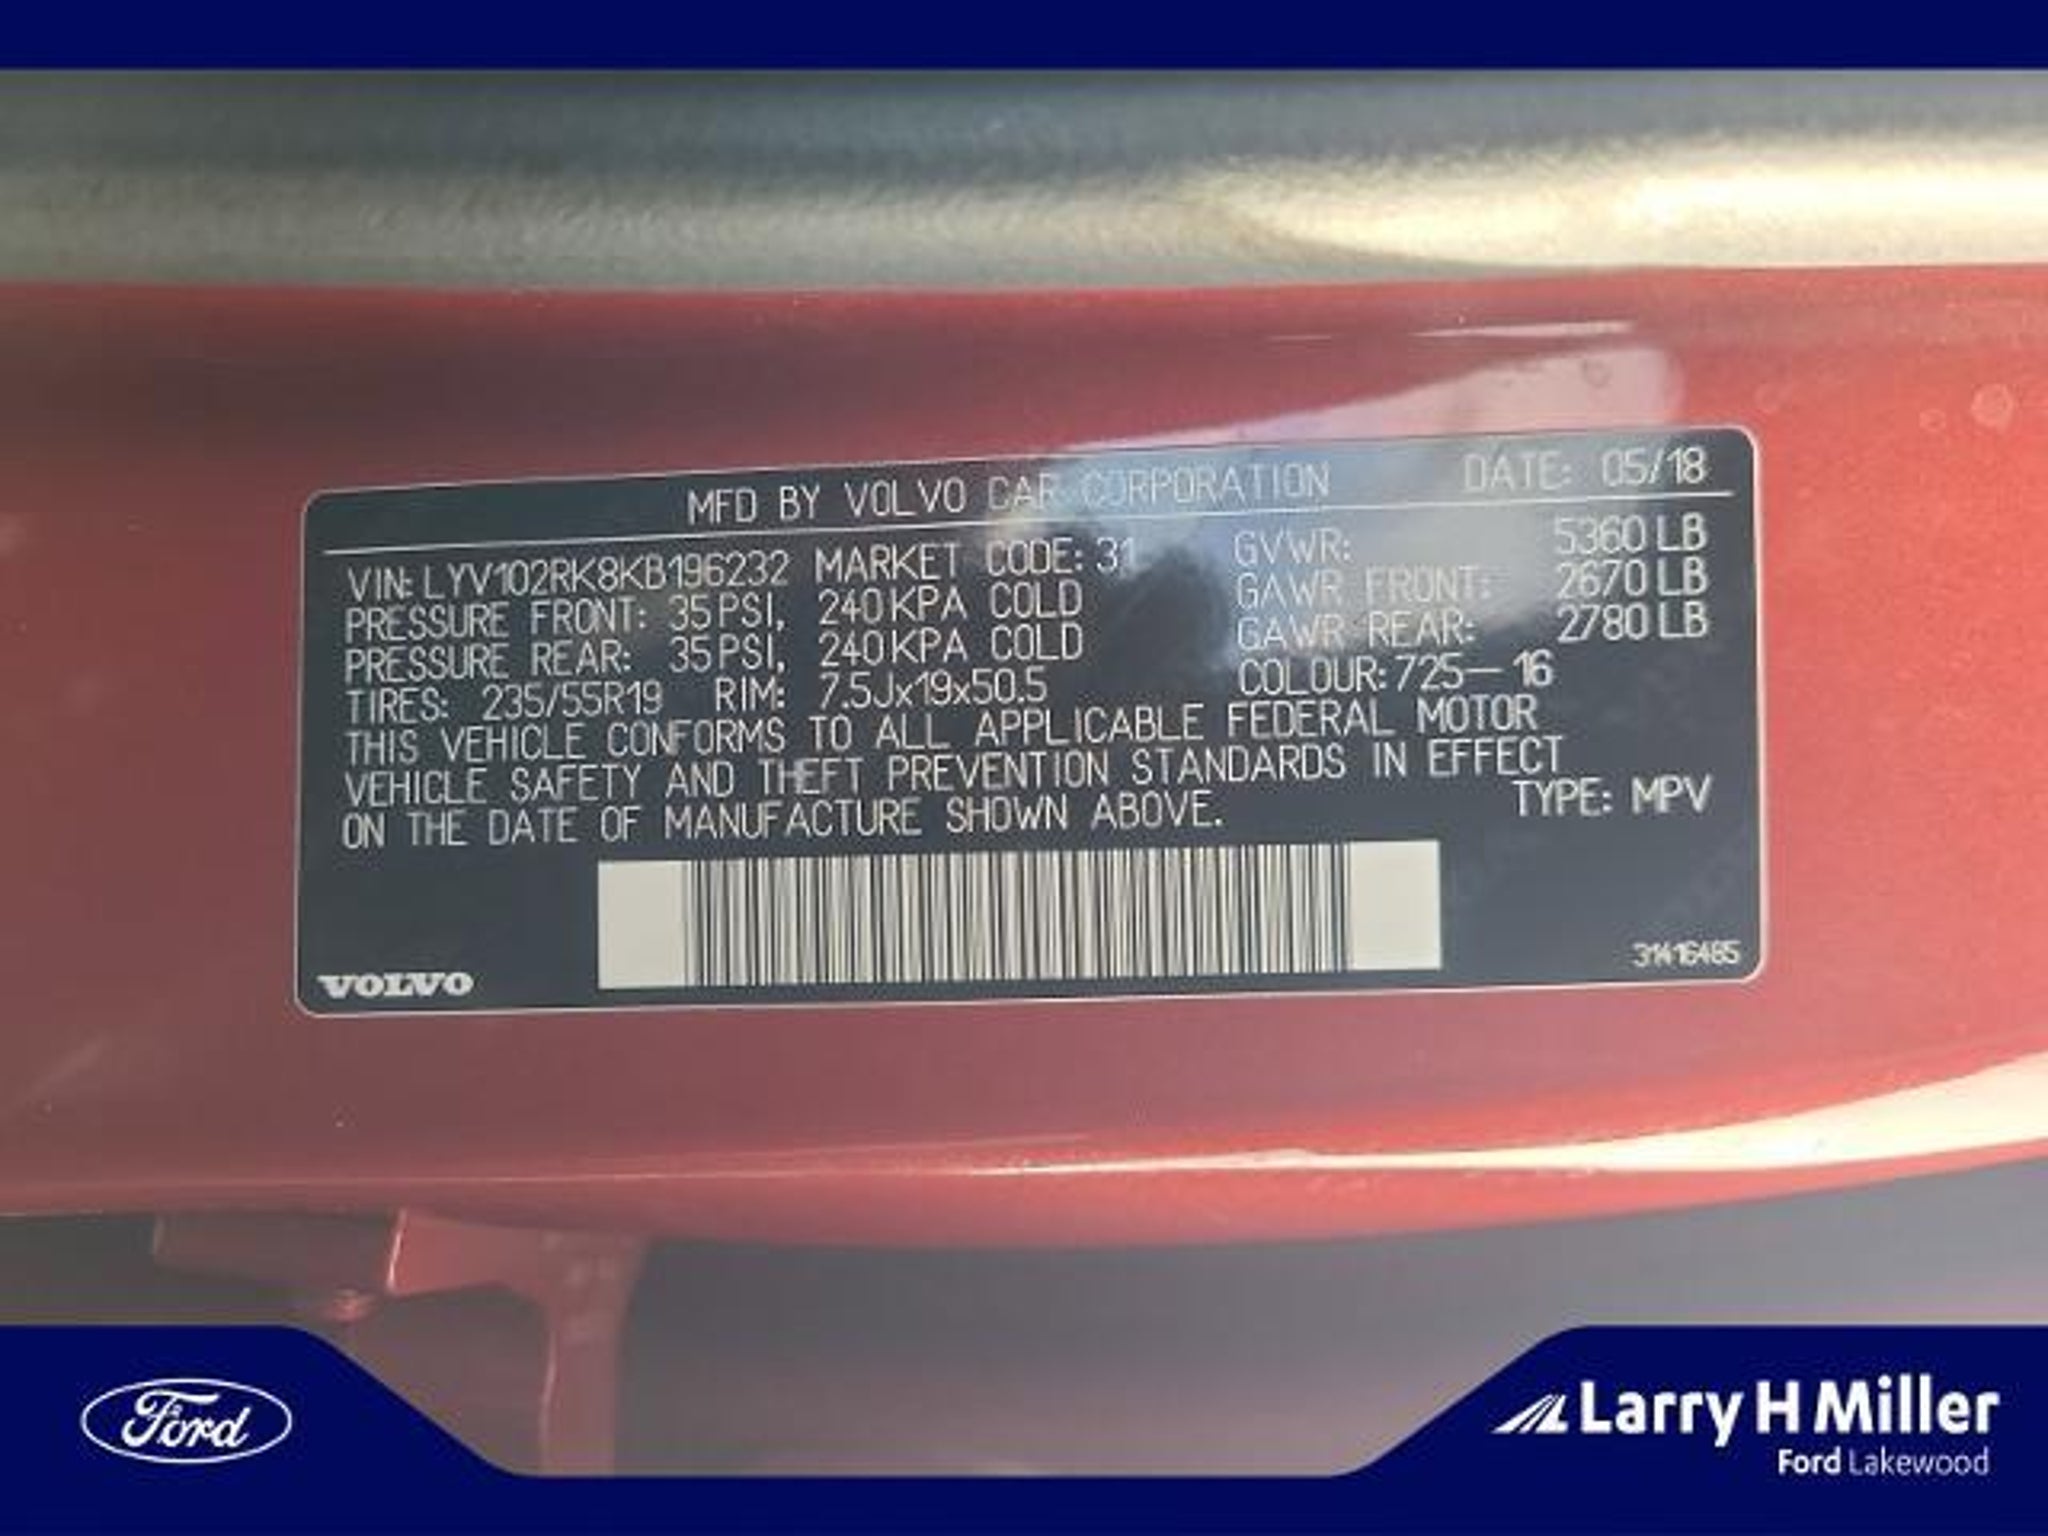 MFD BY VOLVO CAR CORPORATION DATE: 05/18
VIN: LYV102RK8KB196232 MARKET CODE: 31 GVWR: 5360 LB
PRESSURE FRONT: 35 PSI, 240 KPA COLD GAWR FRONT: 2670 LB
PRESSURE REAR: 35 PSI, 240 KPA COLD GAWR REAR: 2780 LB
TIRES: 235/55R19 RIM: 7.5Jx19x50.5 COLOUR: 725-16
THIS VEHICLE CONFORMS TO ALL APPLICABLE FEDERAL MOTOR
VEHICLE SAFETY AND THEFT PREVENTION STANDARDS IN EFFECT
ON THE DATE OF MANUFACTURE SHOWN ABOVE. TYPE: MPV
VOLVO
31416485
Ford
Larry H Miller
Ford Lakewood